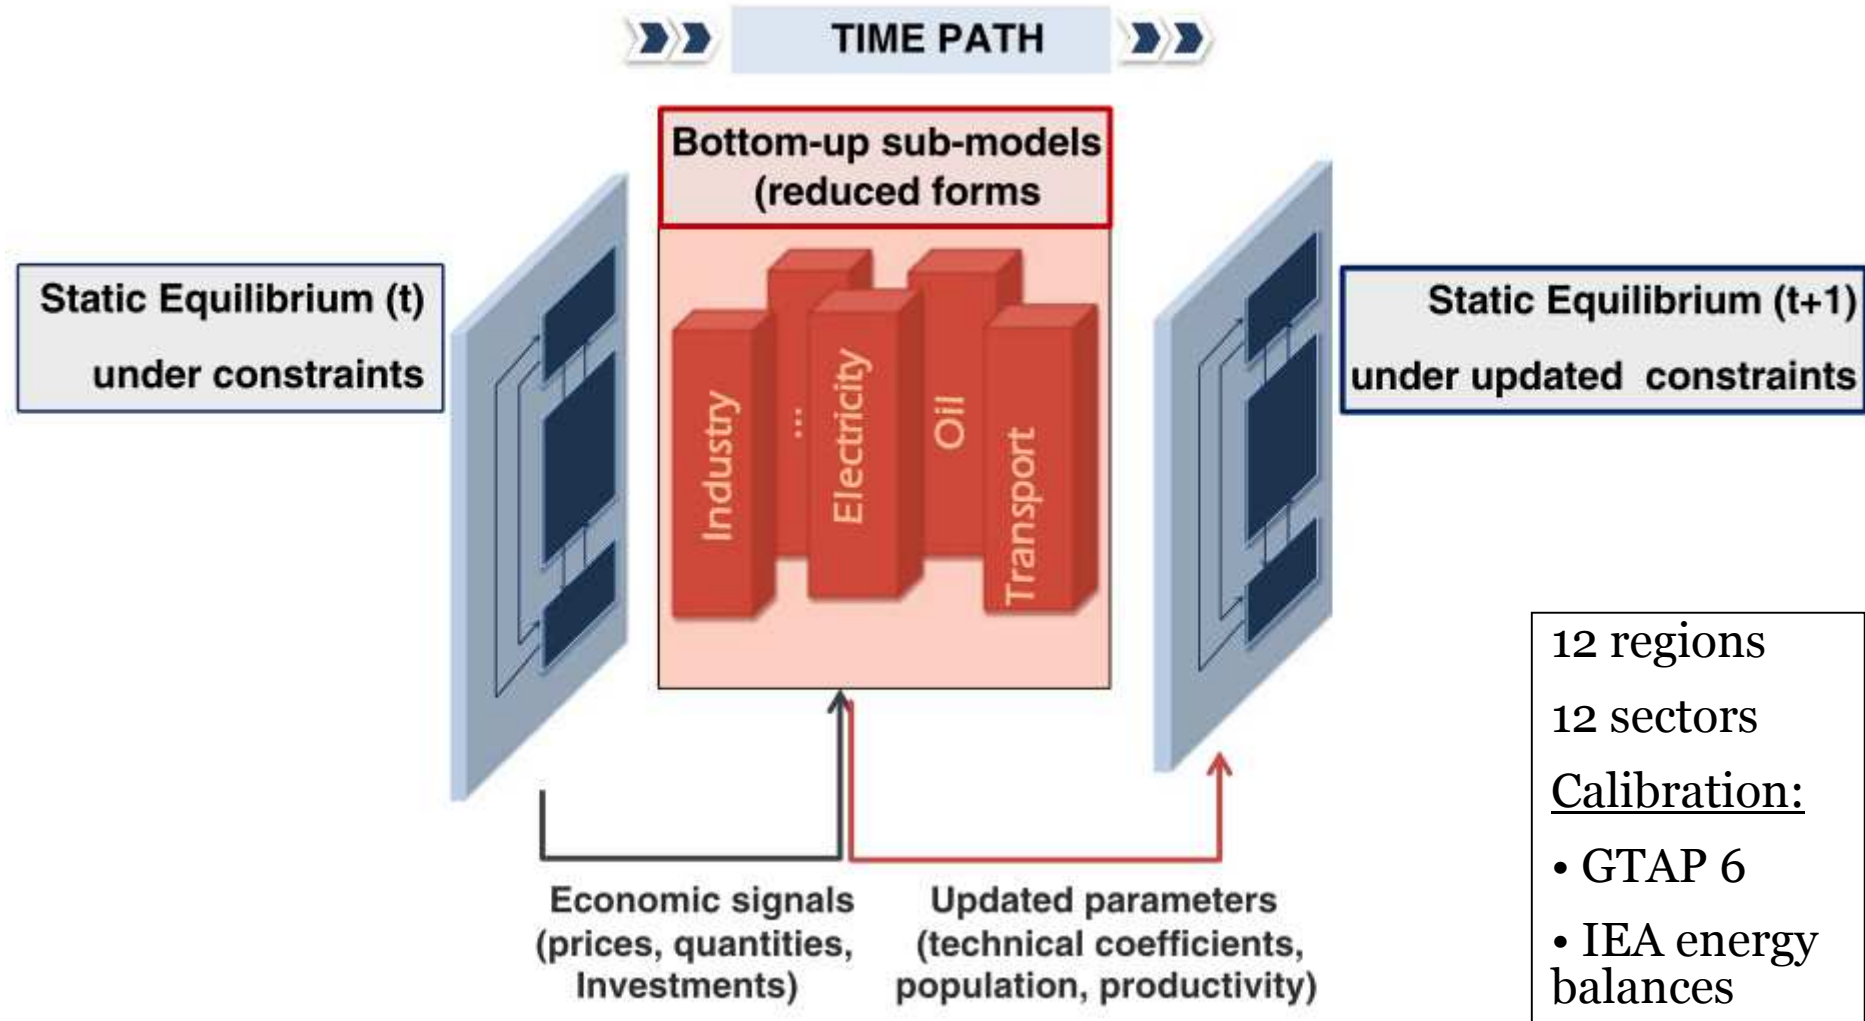 TIME PATH
Bottom-up sub-models
(reduced forms
Static Equilibrium (t)
under constraints
Industry
...
Electricity
Oil
Transport
Static Equilibrium (t+1)
under updated constraints
Economic signals
(prices, quantities,
Investments)
Updated parameters
(technical coefficients,
population, productivity)
12 regions
12 sectors
Calibration:
• GTAP 6
• IEA energy
balances